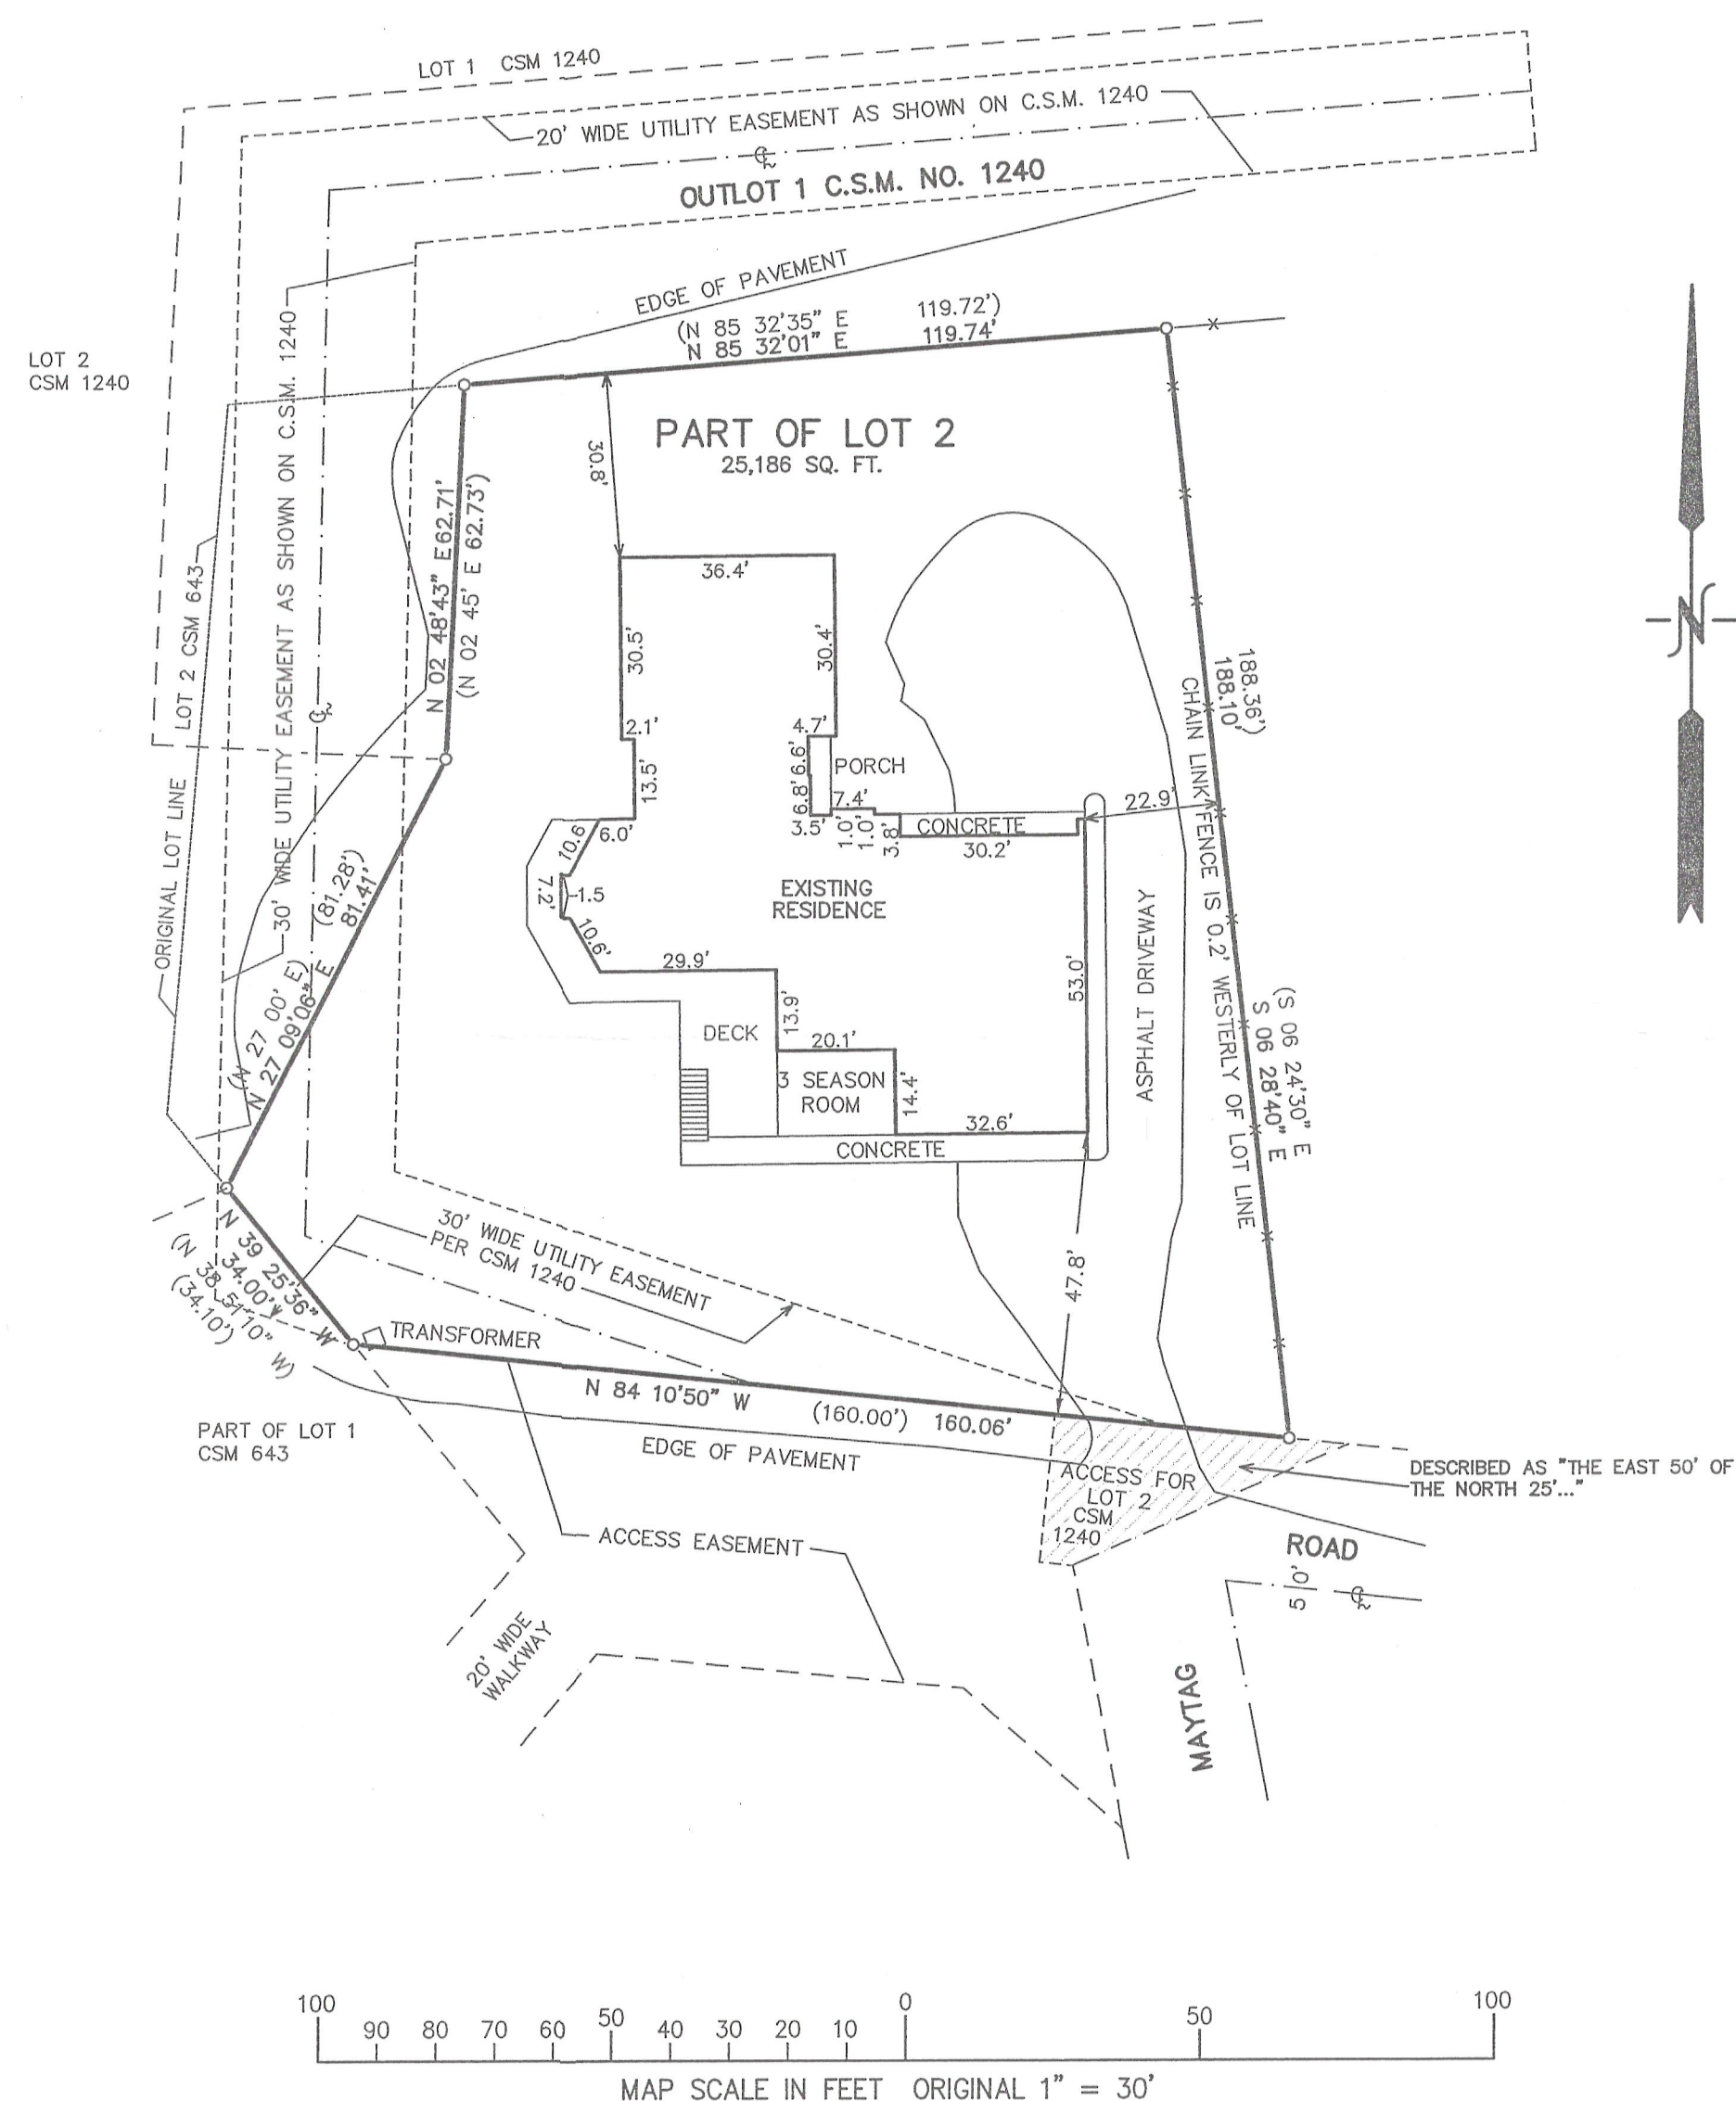 LOT 1 CSM 1240
20' WIDE UTILITY EASEMENT AS SHOWN ON C.S.M. 1240
OUTLOT 1 C.S.M. NO. 1240
EDGE OF PAVEMENT
(N 85 32'35" E 119.72')
N 85 32'01" E 119.74'
LOT 2
CSM 1240
PART OF LOT 2
25,186 SQ. FT.
30.8'
N 02 48'43" E 62.71'
(N 02 45' E 62.73')
LOT 2 CSM 643
30' WIDE UTILITY EASEMENT AS SHOWN ON C.S.M. 1240
ORIGINAL LOT LINE
36.4'
30.5'
30.4'
2.1'
13.5'
4.7'
6.6'
PORCH
6.8'
7.4'
3.5'
1.0'
1.0'
3.8'
CONCRETE
30.2'
22.9'
6.0'
10.6
7.2'
1.5
10.6'
EXISTING
RESIDENCE
29.9'
13.9'
DECK
20.1'
3 SEASON
ROOM
14.4'
32.6'
53.0'
CONCRETE
ASPHALT DRIVEWAY
CHAIN LINK FENCE IS 0.2' WESTERLY OF LOT LINE
188.36')
188.10'
(S 06 24'30" E
S 06 28'40" E
(81.28')
81.41'
(N 27 00' E)
N 27 09'06" E
N 39 25'36" W
34.00'
(N 38 51'10" W)
(34.10')
30' WIDE UTILITY EASEMENT
PER CSM 1240
47.8'
TRANSFORMER
N 84 10'50" W (160.00') 160.06'
EDGE OF PAVEMENT
PART OF LOT 1
CSM 643
ACCESS FOR
LOT 2
CSM
1240
DESCRIBED AS "THE EAST 50' OF
THE NORTH 25'..."
ACCESS EASEMENT
ROAD
50'
20' WIDE
WALKWAY
MAYTAG
N
100 90 80 70 60 50 40 30 20 10 0 50 100
MAP SCALE IN FEET ORIGINAL 1" = 30'